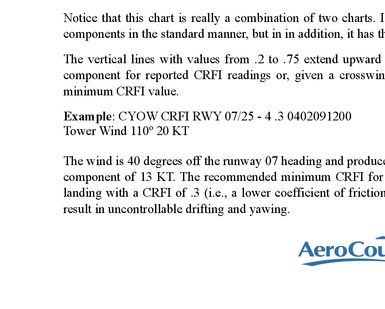 Notice that this chart is really a combination of two charts. I
components in the standard manner, but in in addition, it has th
The vertical lines with values from .2 to .75 extend upward
component for reported CRFI readings or, given a crosswin
minimum CRFI value.
Example: CYOW CRFI RWY 07/25 - 4 .3 0402091200
Tower Wind 110º 20 KT
The wind is 40 degrees off the runway 07 heading and produce
component of 13 KT. The recommended minimum CRFI for
landing with a CRFI of .3 (i.e., a lower coefficient of friction
result in uncontrollable drifting and yawing.
AeroCou